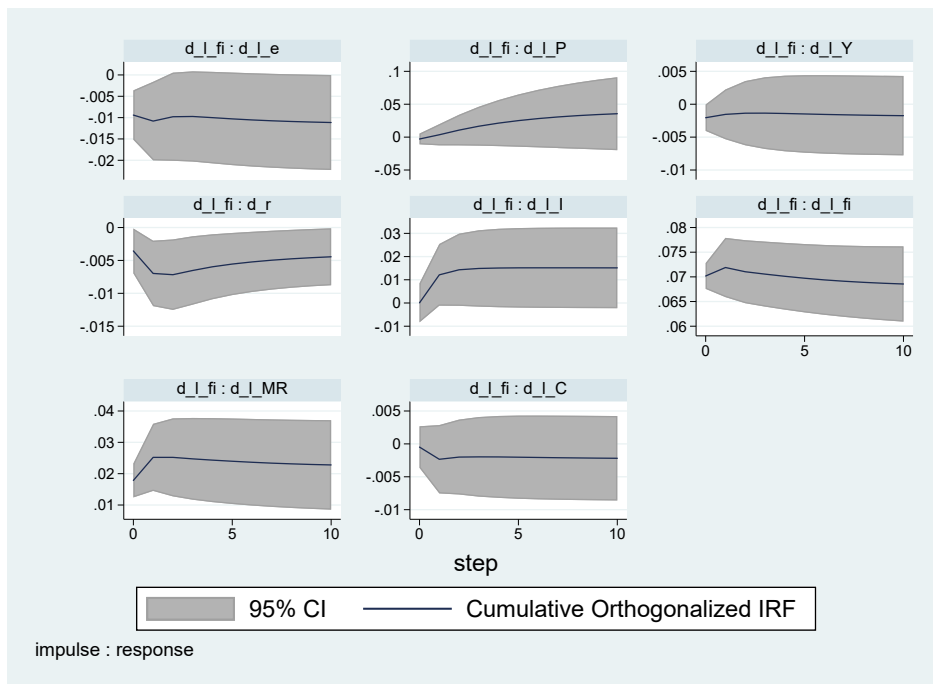 d_l_fi : d_l_e
d_l_fi : d_l_P
d_l_fi : d_l_Y
0
-.005
-.01
-.015
-.02
.1
.05
0
-.05
.005
0
-.005
-.01
d_l_fi : d_r
d_l_fi : d_l_l
d_l_fi : d_l_fi
0
-.005
-.01
-.015
.03
.02
.01
0
-.01
.08
.075
.07
.065
.06
0 5 10
d_l_fi : d_l_MR
d_l_fi : d_l_C
.04
.03
.02
.01
0 5 10
.005
0
-.005
-.01
0 5 10
step
95% CI Cumulative Orthogonalized IRF
impulse : response